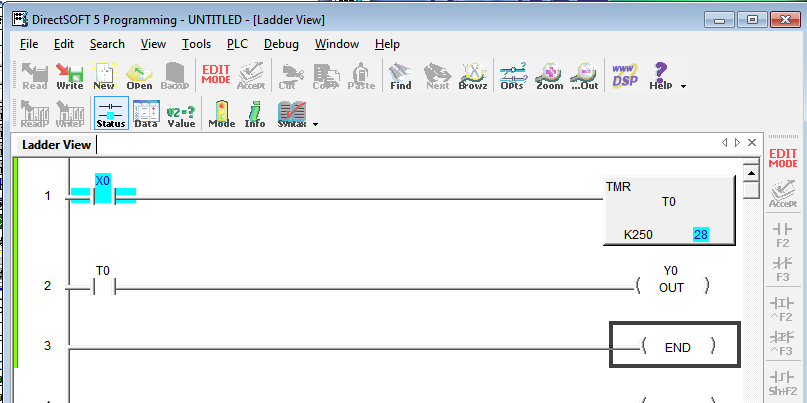 DirectSOFT 5 Programming - UNTITLED - [Ladder View]
File Edit Search View Tools PLC Debug Window Help
EDIT MODE WWW
Read Write New Open Backup Accept Cut Copy Paste Find Next Browz Opts Zoom ...Out DSP Help
ReadP WriteP Status Data Value Mode Info Syntax
Ladder View
EDIT
MODE
Accept
F2
F3
^F2
^F3
Sh+F2
X0
1
TMR
T0
K250 28
T0
2
Y0
OUT
3
END